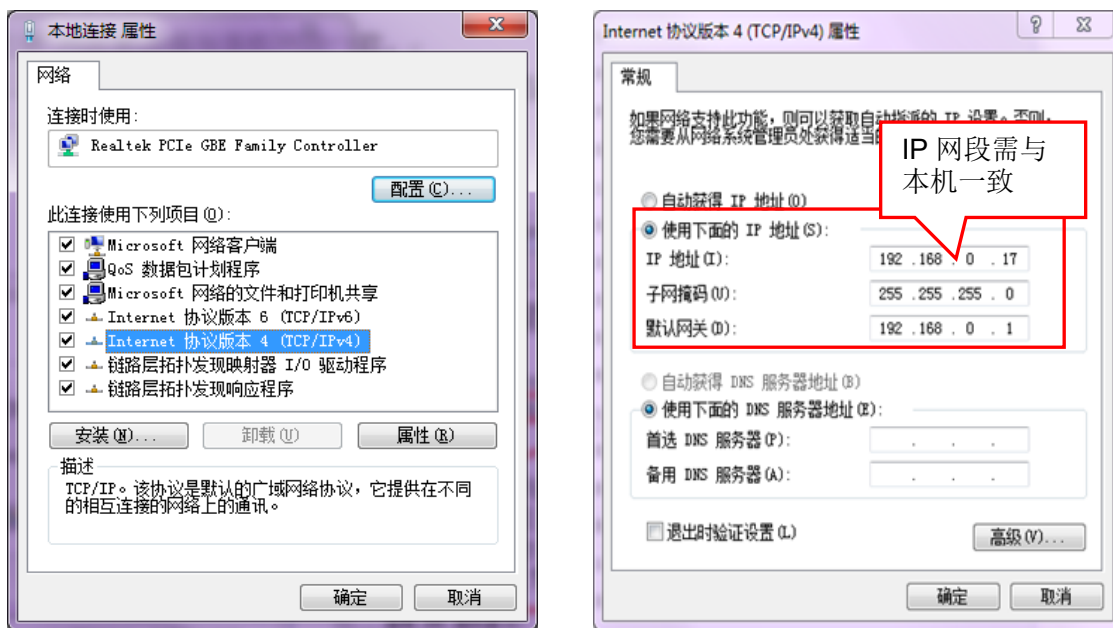 本地连接 属性
网络
连接时使用:
Realtek PCIe GBE Family Controller
配置(C)...
此连接使用下列项目(O):
Microsoft 网络客户端
QoS 数据包计划程序
Microsoft 网络的文件和打印机共享
Internet 协议版本 6 (TCP/IPv6)
Internet 协议版本 4 (TCP/IPv4)
链路层拓扑发现映射器 I/O 驱动程序
链路层拓扑发现响应程序
安装(N)...
卸载(U)
属性(R)
描述
TCP/IP。该协议是默认的广域网络协议，它提供在不同
的相互连接的网络上的通讯。
确定
取消
Internet 协议版本 4 (TCP/IPv4) 属性
常规
如果网络支持此功能，则可以获取自动指派的 IP 设置。否则，
您需要从网络系统管理员处获得适当的
IP 网段需与
本机一致
自动获得 IP 地址(O)
使用下面的 IP 地址(S):
IP 地址(I):
192 .168 . 0 . 17
子网掩码(U):
255 .255 .255 . 0
默认网关(D):
192 .168 . 0 . 1
自动获得 DNS 服务器地址(B)
使用下面的 DNS 服务器地址(E):
首选 DNS 服务器(P):
备用 DNS 服务器(A):
退出时验证设置(L)
高级(V)...
确定
取消